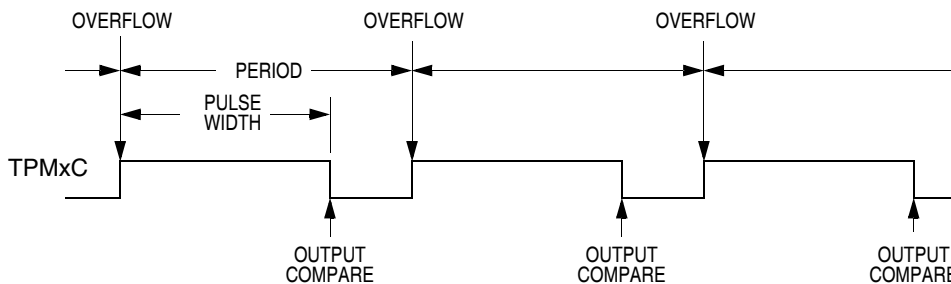 OVERFLOW
OVERFLOW
OVERFLOW
PERIOD
PULSE
WIDTH
TPMxC
OUTPUT
COMPARE
OUTPUT
COMPARE
OUTPUT
COMPARE